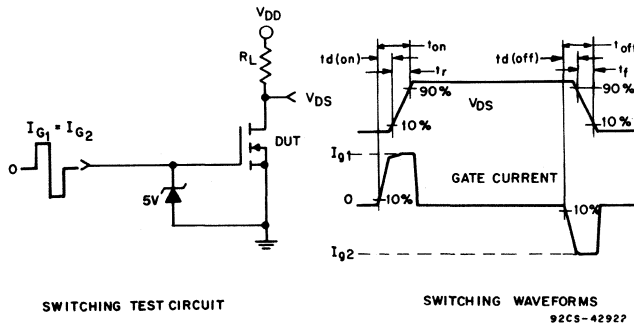 VDD
RL
VDS
IG1 = IG2
DUT
0
5V
SWITCHING TEST CIRCUIT
ton
toff
td(on)
tr
td(off)
tf
90%
VDS
90%
10%
10%
Ig1
GATE CURRENT
0
10%
10%
Ig2
SWITCHING WAVEFORMS
92CS-42927